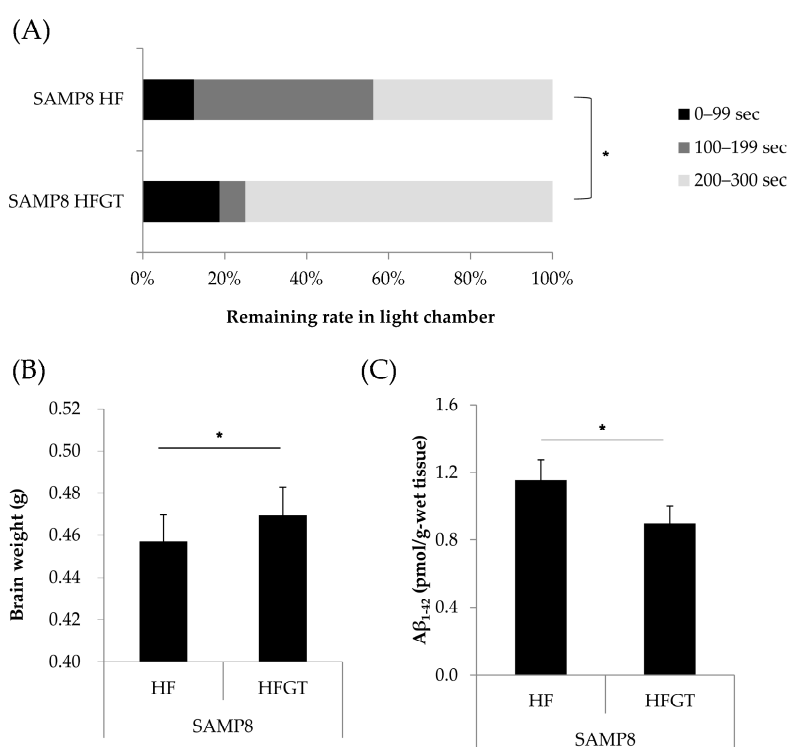 (A)
SAMP8 HF
SAMP8 HFGT
0% 20% 40% 60% 80% 100%
Remaining rate in light chamber
*
0–99 sec
100–199 sec
200–300 sec
(B)
Brain weight (g)
0.52
0.50
0.48
0.46
0.44
0.42
0.40
*
HF HFGT
SAMP8
(C)
Aβ1-42 (pmol/g-wet tissue)
1.6
1.2
0.8
0.4
0.0
*
HF HFGT
SAMP8